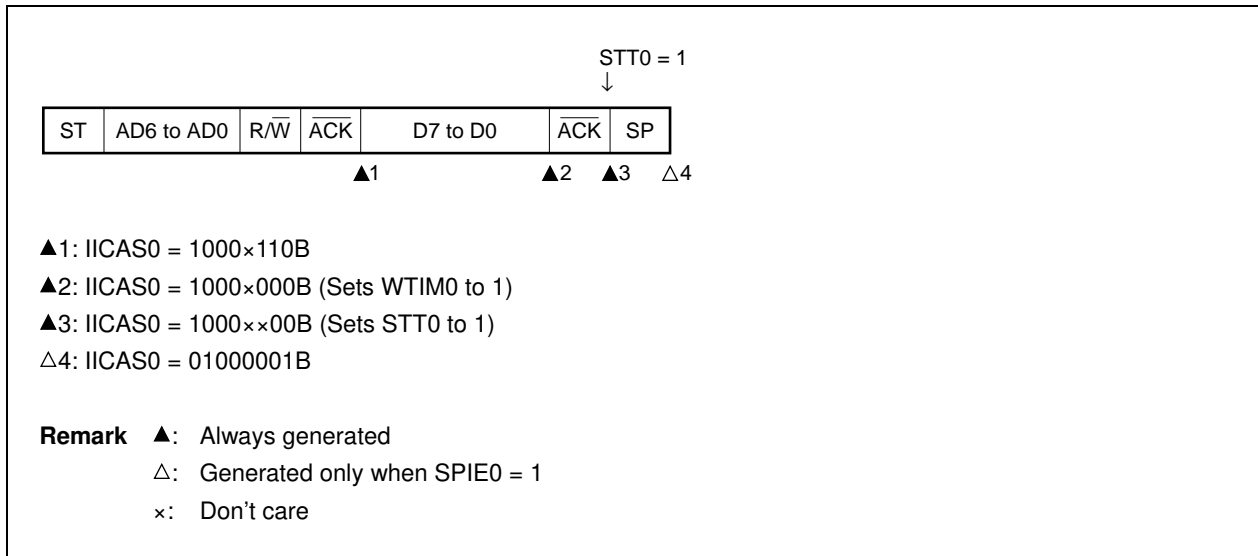 STT0 = 1
↓
ST AD6 to AD0 R/W̅ A̅C̅K̅ D7 to D0 A̅C̅K̅ SP
▲1 ▲2 ▲3 △4
▲1: IICAS0 = 1000×110B
▲2: IICAS0 = 1000×000B (Sets WTIM0 to 1)
▲3: IICAS0 = 1000××00B (Sets STT0 to 1)
△4: IICAS0 = 01000001B
Remark ▲: Always generated
△: Generated only when SPIE0 = 1
×: Don't care